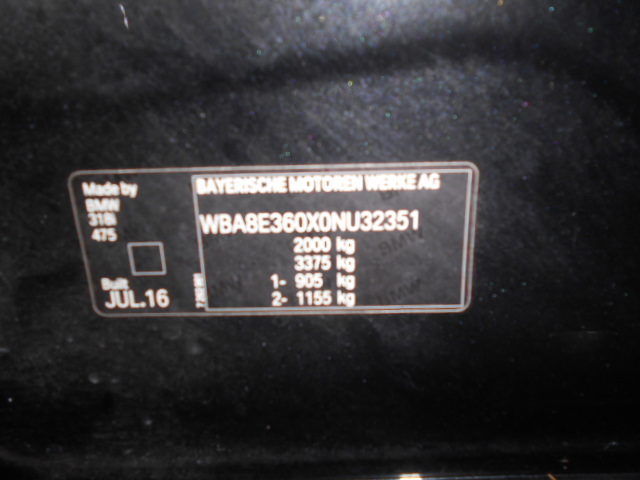 Made by
BMW
318i
475
Built
JUL.16
BAYERISCHE MOTOREN WERKE AG
WBA8E360X0NU32351
2000 kg
3375 kg
1- 905 kg
2- 1155 kg